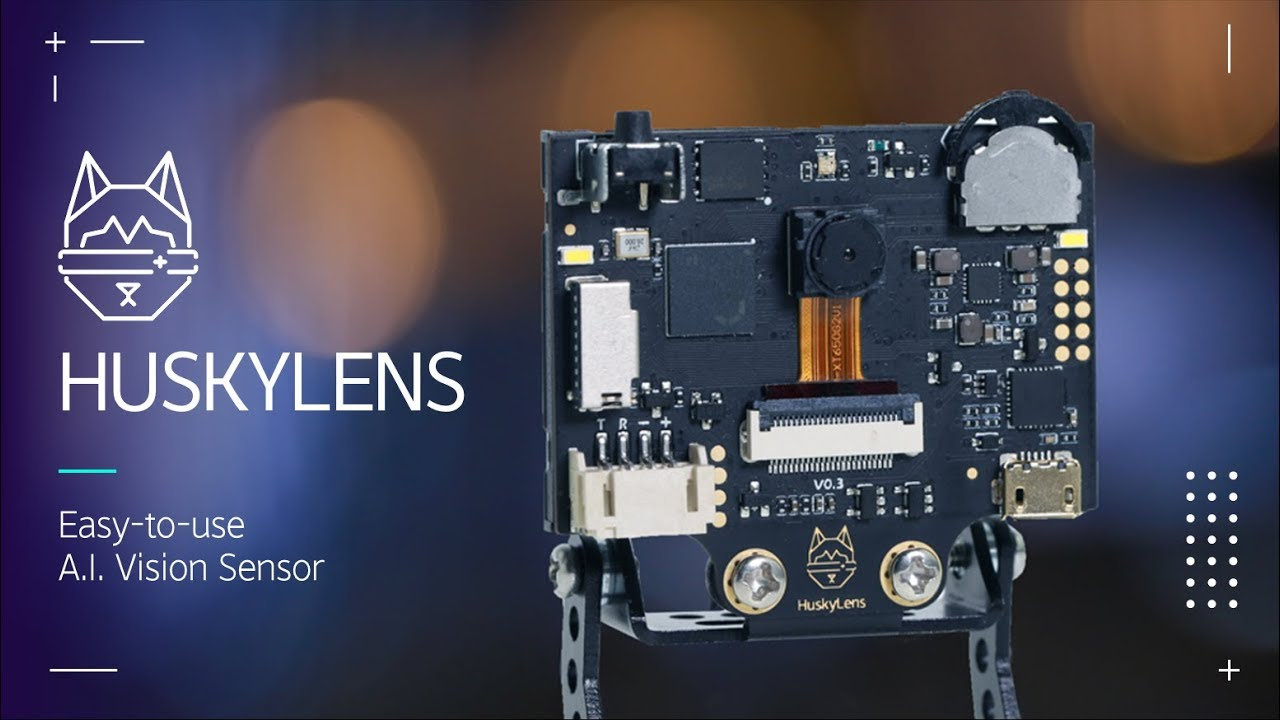 HUSKYLENS
Easy-to-use
A.I. Vision Sensor
T R − +
V0.3
HuskyLens